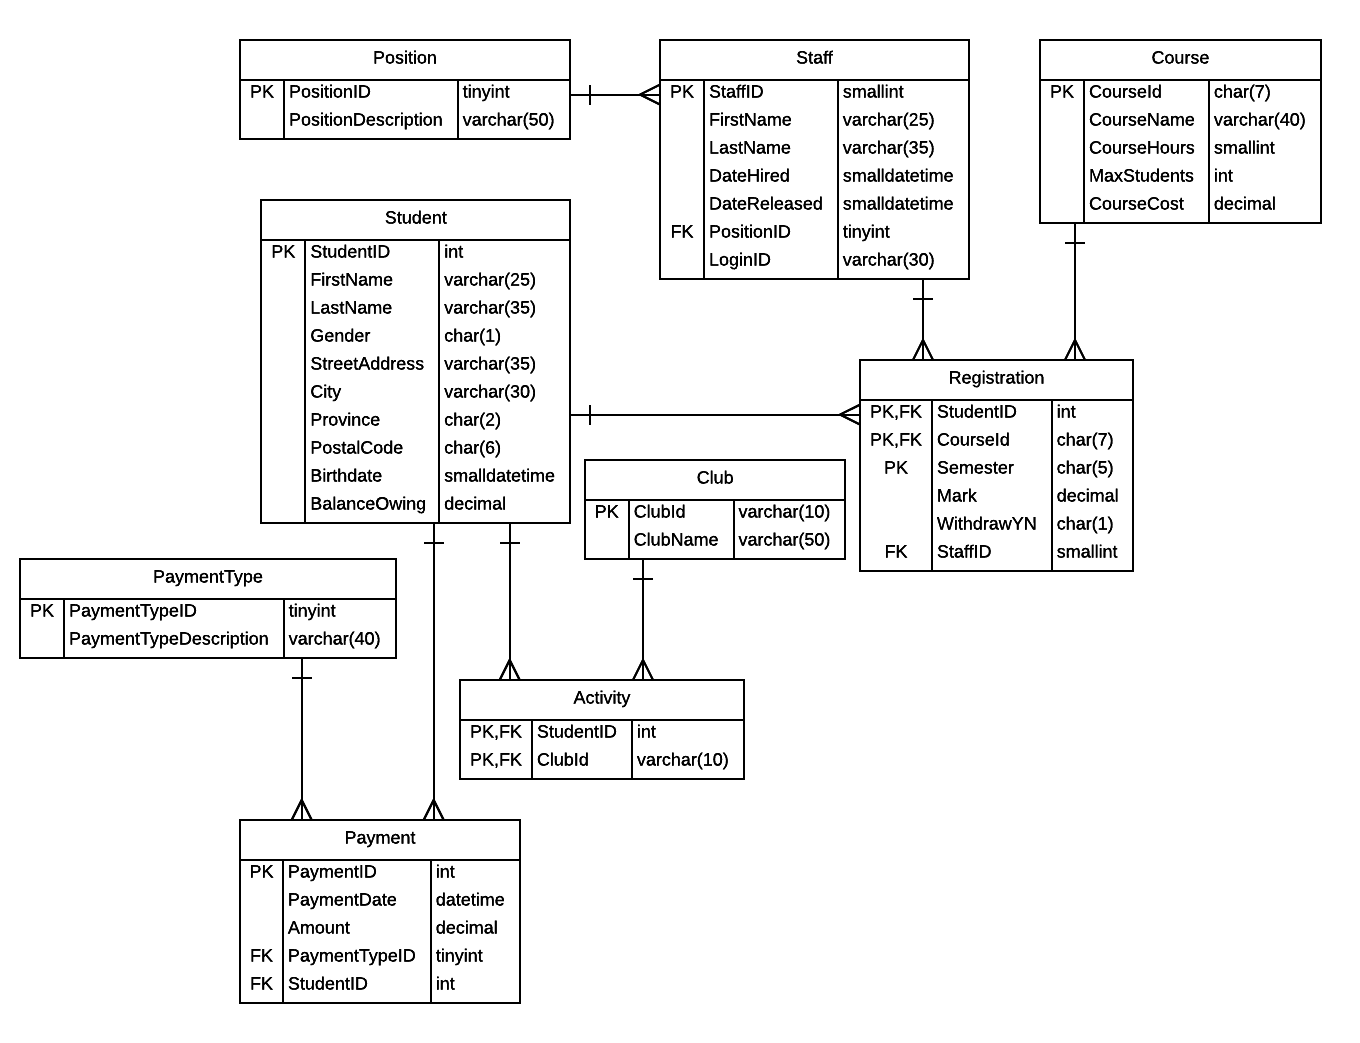 Position
PK PositionID tinyint
PositionDescription varchar(50)
Staff
PK StaffID smallint
FirstName varchar(25)
LastName varchar(35)
DateHired smalldatetime
DateReleased smalldatetime
FK PositionID tinyint
LoginID varchar(30)
Course
PK CourseId char(7)
CourseName varchar(40)
CourseHours smallint
MaxStudents int
CourseCost decimal
Student
PK StudentID int
FirstName varchar(25)
LastName varchar(35)
Gender char(1)
StreetAddress varchar(35)
City varchar(30)
Province char(2)
PostalCode char(6)
Birthdate smalldatetime
BalanceOwing decimal
Registration
PK,FK StudentID int
PK,FK CourseId char(7)
PK Semester char(5)
Mark decimal
WithdrawYN char(1)
FK StaffID smallint
Club
PK ClubId varchar(10)
ClubName varchar(50)
PaymentType
PK PaymentTypeID tinyint
PaymentTypeDescription varchar(40)
Activity
PK,FK StudentID int
PK,FK ClubId varchar(10)
Payment
PK PaymentID int
PaymentDate datetime
Amount decimal
FK PaymentTypeID tinyint
FK StudentID int